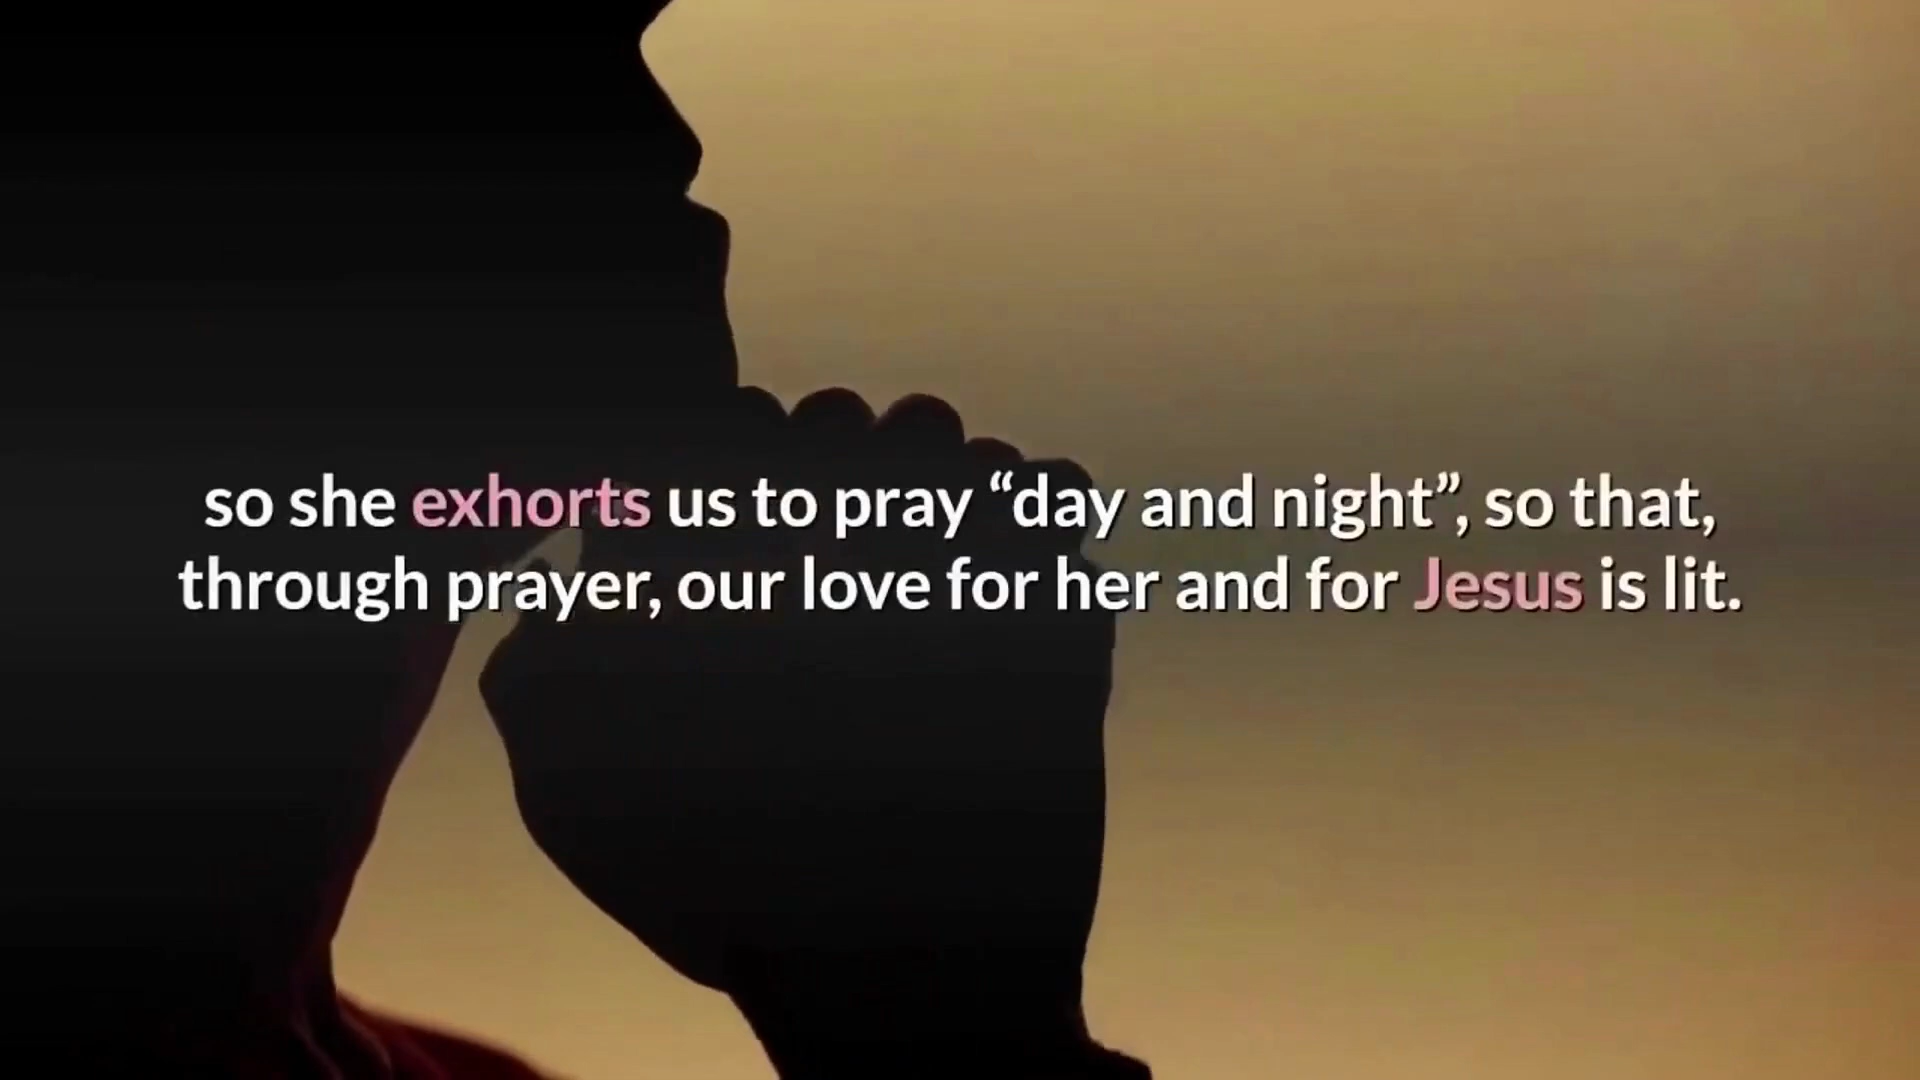 so she exhorts us to pray “day and night”, so that,
through prayer, our love for her and for Jesus is lit.